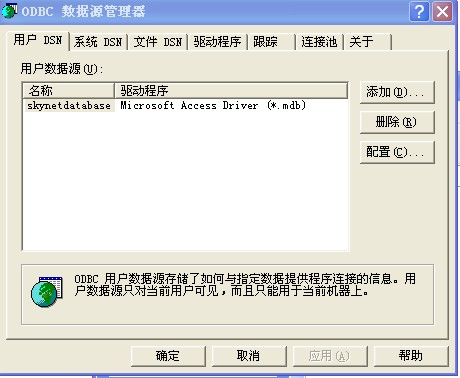 ODBC 数据源管理器
用户 DSN 系统 DSN 文件 DSN 驱动程序 跟踪 连接池 关于
用户数据源(U):
名称 驱动程序
skynetdatabase Microsoft Access Driver (*.mdb)
添加(D)...
删除(R)
配置(C)...
ODBC 用户数据源存储了如何与指定数据提供程序连接的信息。用
户数据源只对当前用户可见，而且只能用于当前机器上。
确定 取消 应用(A) 帮助